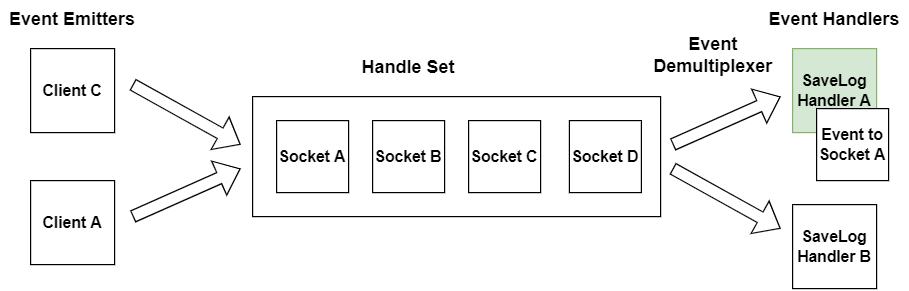 Event Emitters
Client C
Client A
Handle Set
Socket A
Socket B
Socket C
Socket D
Event
Demultiplexer
Event Handlers
SaveLog
Handler A
Event to
Socket A
SaveLog
Handler B